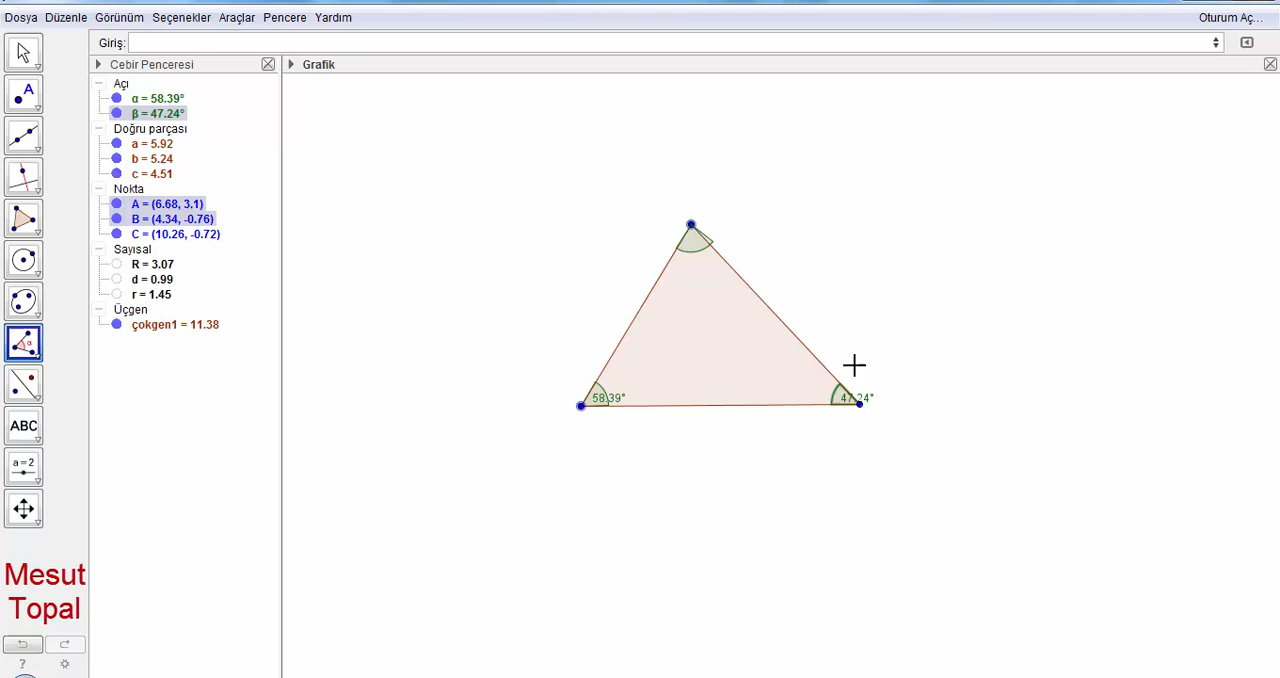 Dosya Düzenle Görünüm Seçenekler Araçlar Pencere Yardım Oturum Aç...
Giriş:
Cebir Penceresi
Grafik
Açı
α = 58.39°
β = 47.24°
Doğru parçası
a = 5.92
b = 5.24
c = 4.51
Nokta
A = (6.68, 3.1)
B = (4.34, -0.76)
C = (10.26, -0.72)
Sayısal
R = 3.07
d = 0.99
r = 1.45
Üçgen
çokgen1 = 11.38
58.39°
47.24°
A
α
ABC
a = 2
Mesut
Topal
?